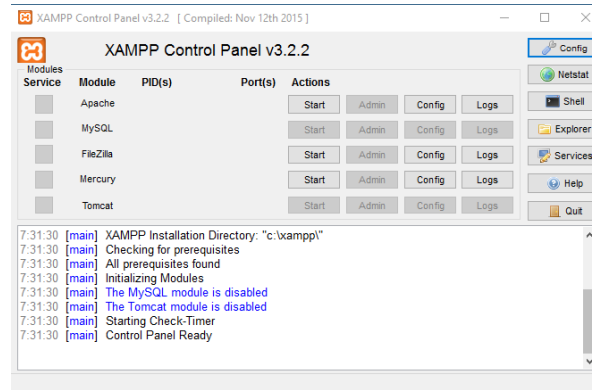 XAMPP Control Panel v3.2.2 [ Compiled: Nov 12th 2015 ]
XAMPP Control Panel v3.2.2
Config
Modules
Service Module PID(s) Port(s) Actions
Netstat
Apache Start Admin Config Logs
Shell
MySQL Start Admin Config Logs
Explorer
FileZilla Start Admin Config Logs
Services
Mercury Start Admin Config Logs
Help
Tomcat Start Admin Config Logs
Quit
7:31:30 [main] XAMPP Installation Directory: "c:\xampp\"
7:31:30 [main] Checking for prerequisites
7:31:30 [main] All prerequisites found
7:31:30 [main] Initializing Modules
7:31:30 [main] The MySQL module is disabled
7:31:30 [main] The Tomcat module is disabled
7:31:30 [main] Starting Check-Timer
7:31:30 [main] Control Panel Ready